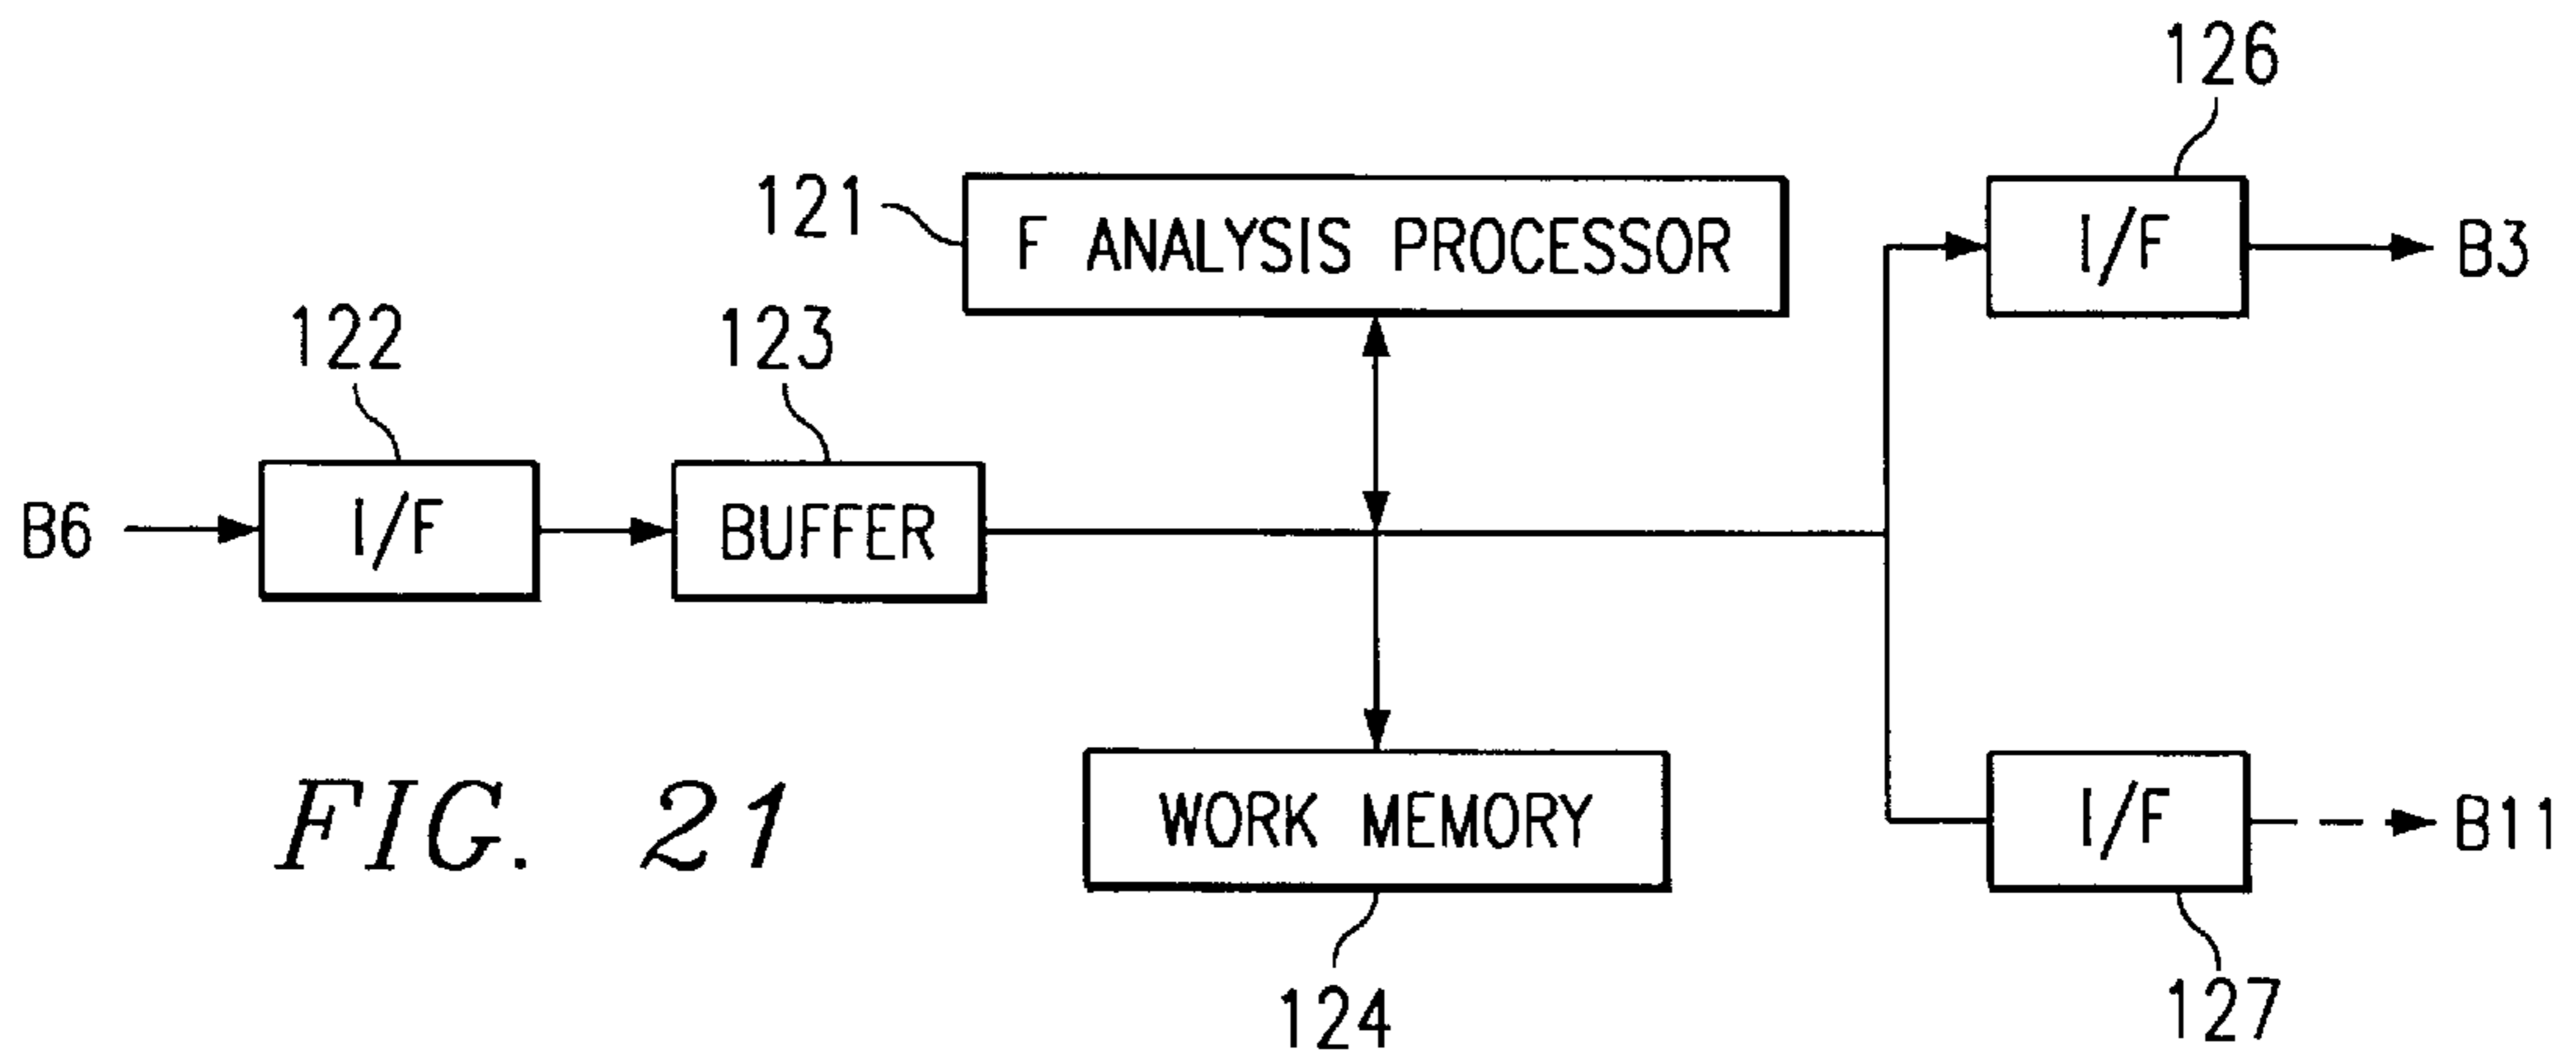 126
121
F ANALYSIS PROCESSOR
I/F
B3
122
123
B6
I/F
BUFFER
WORK MEMORY
I/F
B11
FIG. 21
124
127